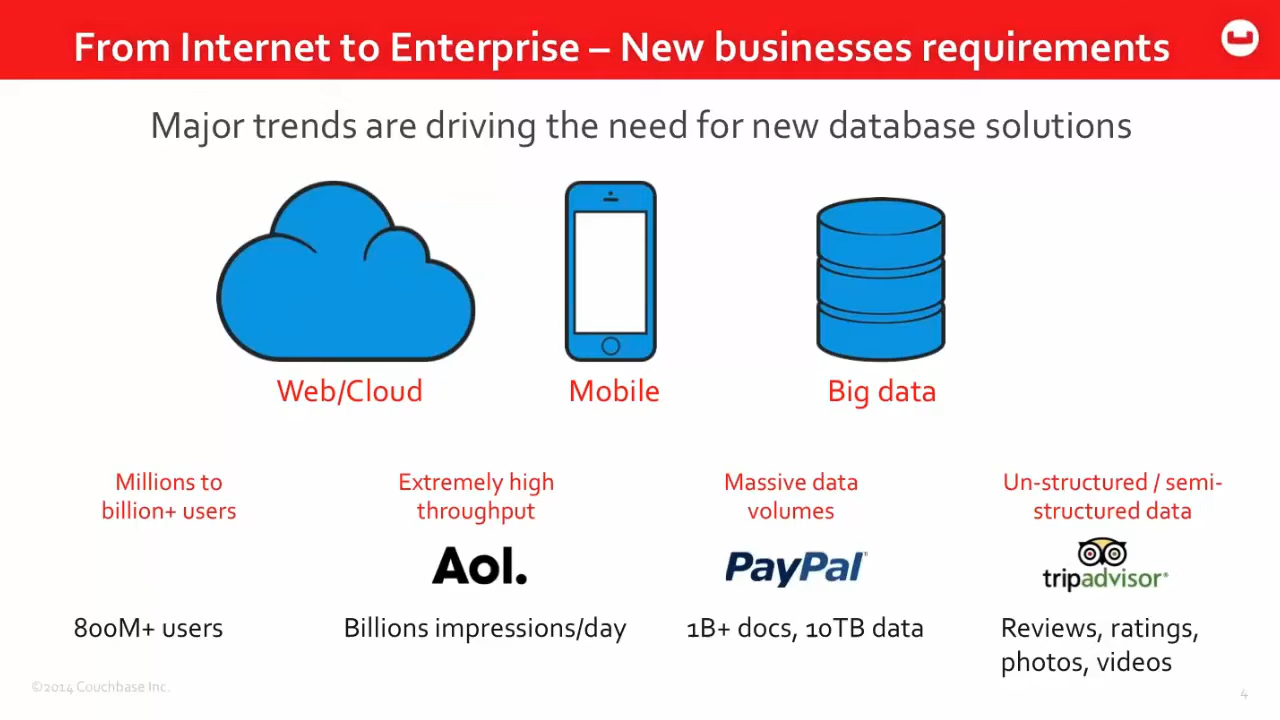 From Internet to Enterprise – New businesses requirements
Major trends are driving the need for new database solutions
Web/Cloud
Mobile
Big data
Millions to
billion+ users
Extremely high
throughput
Massive data
volumes
Un-structured / semi-
structured data
Aol.
PayPal
tripadvisor®
800M+ users
Billions impressions/day
1B+ docs, 10TB data
Reviews, ratings,
photos, videos
©2014 Couchbase Inc.
4